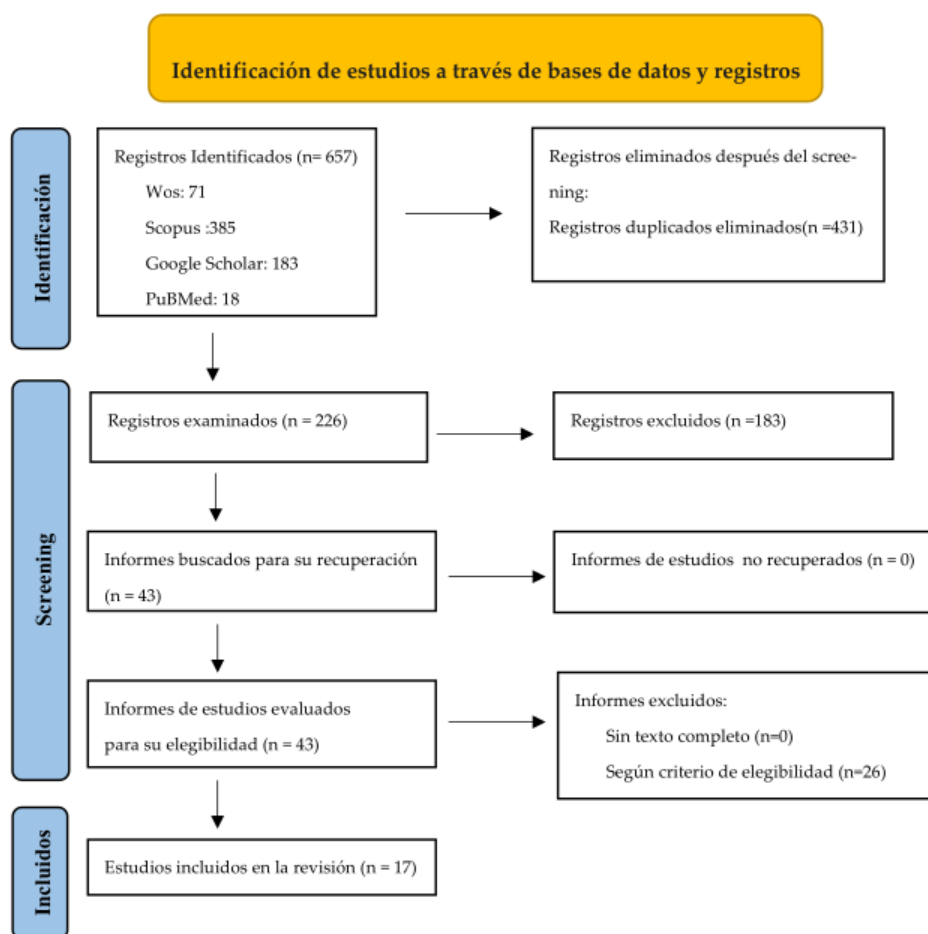 Identificación de estudios a través de bases de datos y registros
Identificación
Registros Identificados (n= 657)
Wos: 71
Scopus :385
Google Scholar: 183
PuBMed: 18
Registros eliminados después del scree-
ning:
Registros duplicados eliminados(n =431)
Screening
Registros examinados (n = 226)
Registros excluidos (n =183)
Informes buscados para su recuperación
(n = 43)
Informes de estudios no recuperados (n = 0)
Informes de estudios evaluados
para su elegibilidad (n = 43)
Informes excluidos:
Sin texto completo (n=0)
Según criterio de elegibilidad (n=26)
Incluidos
Estudios incluidos en la revisión (n = 17)